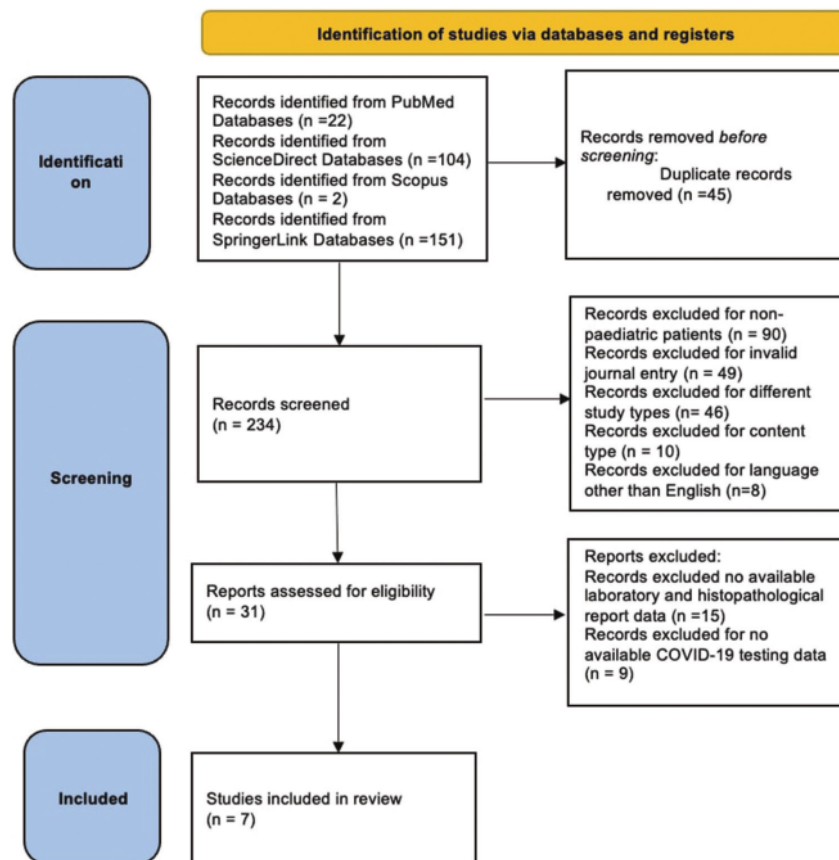 Identification of studies via databases and registers
Identificati
on
Records identified from PubMed
Databases (n =22)
Records identified from
ScienceDirect Databases (n =104)
Records identified from Scopus
Databases (n = 2)
Records identified from
SpringerLink Databases (n =151)
Records removed before
screening:
Duplicate records
removed (n =45)
Screening
Records screened
(n = 234)
Records excluded for non-
paediatric patients (n = 90)
Records excluded for invalid
journal entry (n = 49)
Records excluded for different
study types (n= 46)
Records excluded for content
type (n = 10)
Records excluded for language
other than English (n=8)
Reports assessed for eligibility
(n = 31)
Reports excluded:
Records excluded no available
laboratory and histopathological
report data (n =15)
Records excluded for no
available COVID-19 testing data
(n = 9)
Included
Studies included in review
(n = 7)